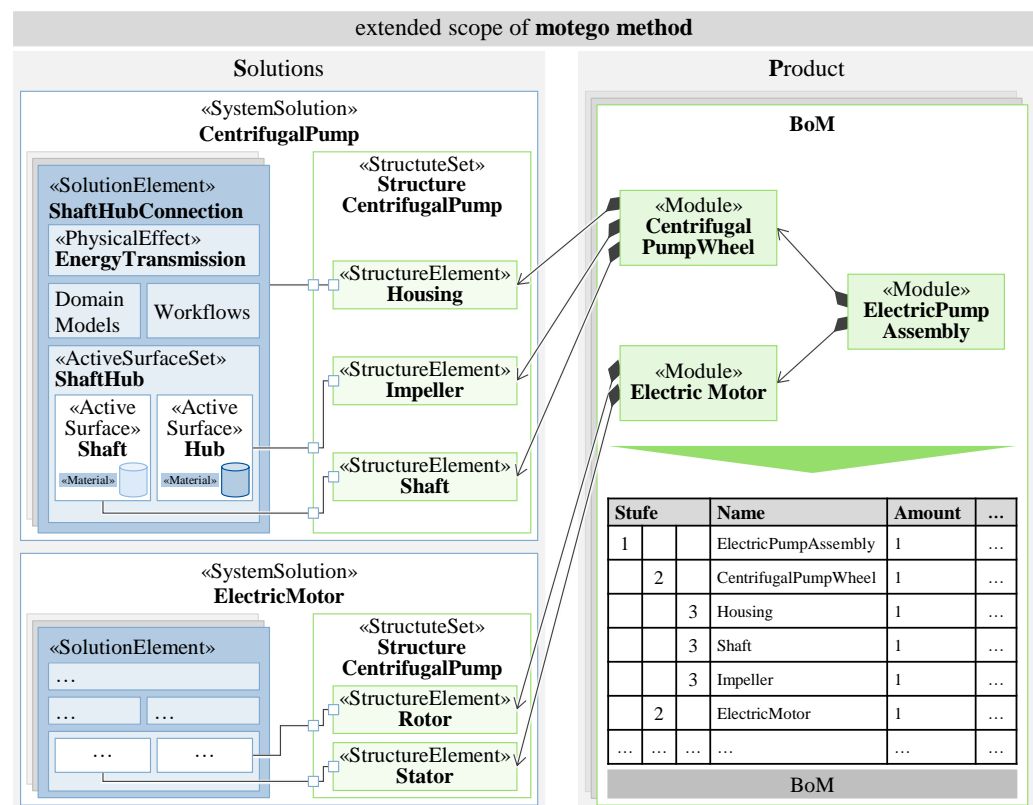 extended scope of motego method
Solutions
«SystemSolution»
CentrifugalPump
«SolutionElement»
ShaftHubConnection
«PhysicalEffect»
EnergyTransmission
Domain
Models
Workflows
«ActiveSurfaceSet»
ShaftHub
«Active
Surface»
Shaft
«Material»
«Active
Surface»
Hub
«Material»
«StructuteSet»
Structure
CentrifugalPump
«StructureElement»
Housing
«StructureElement»
Impeller
«StructureElement»
Shaft
«SystemSolution»
ElectricMotor
«SolutionElement»
…
… …
… …
«StructuteSet»
Structure
CentrifugalPump
«StructureElement»
Rotor
«StructureElement»
Stator
Product
BoM
«Module»
Centrifugal
PumpWheel
«Module»
ElectricPump
Assembly
«Module»
Electric Motor
Stufe Name Amount …
1 ElectricPumpAssembly 1 …
2 CentrifugalPumpWheel 1 …
3 Housing 1 …
3 Shaft 1 …
3 Impeller 1 …
2 ElectricMotor 1 …
… … … … … …
BoM